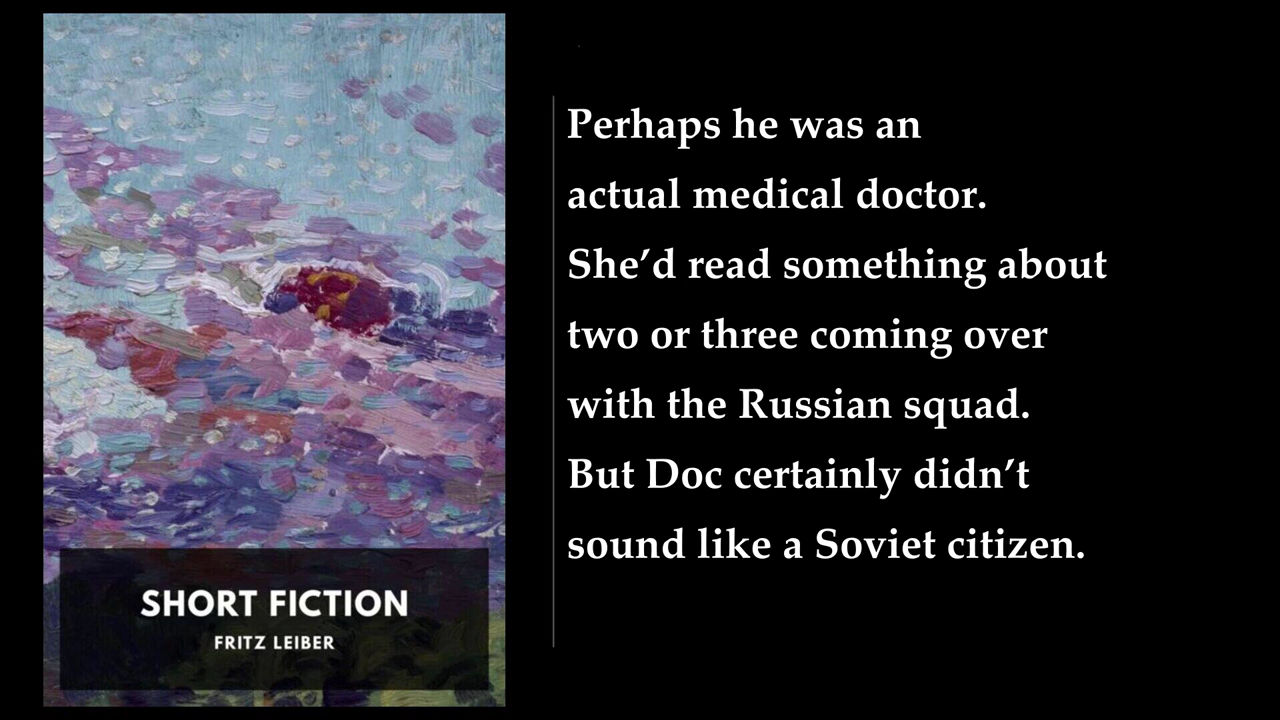 SHORT FICTION
FRITZ LEIBER
Perhaps he was an
actual medical doctor.
She’d read something about
two or three coming over
with the Russian squad.
But Doc certainly didn’t
sound like a Soviet citizen.